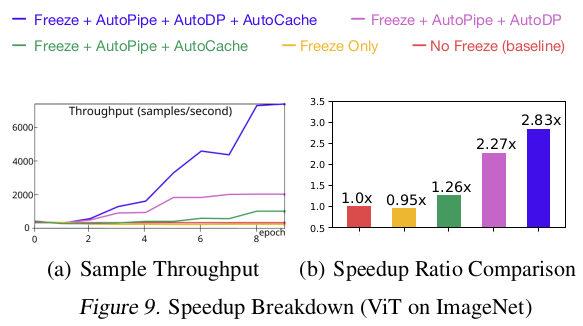 Freeze + AutoPipe + AutoDP + AutoCache
Freeze + AutoPipe + AutoDP
Freeze + AutoPipe + AutoCache
Freeze Only
No Freeze (baseline)
Throughput (samples/second)
6000
4000
2000
0
0 2 4 6 8
epoch
3.5
3.0
2.5
2.0
1.5
1.0
0.5
1.0x
0.95x
1.26x
2.27x
2.83x
(a) Sample Throughput
(b) Speedup Ratio Comparison
Figure 9. Speedup Breakdown (ViT on ImageNet)